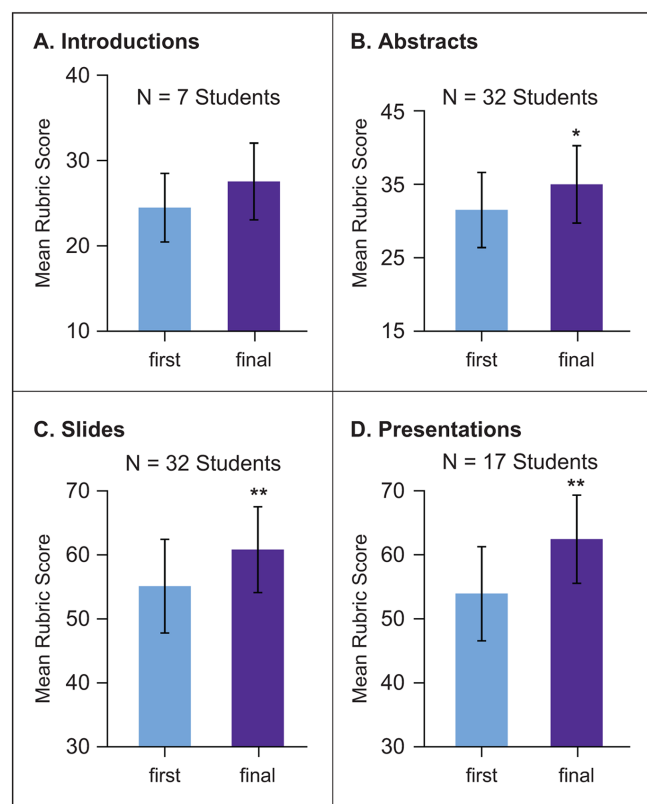 A. Introductions
N = 7 Students
Mean Rubric Score
40
30
20
10
first final
B. Abstracts
N = 32 Students
*
Mean Rubric Score
45
35
25
15
first final
C. Slides
N = 32 Students
**
Mean Rubric Score
70
60
50
40
30
first final
D. Presentations
N = 17 Students
**
Mean Rubric Score
70
60
50
40
30
first final